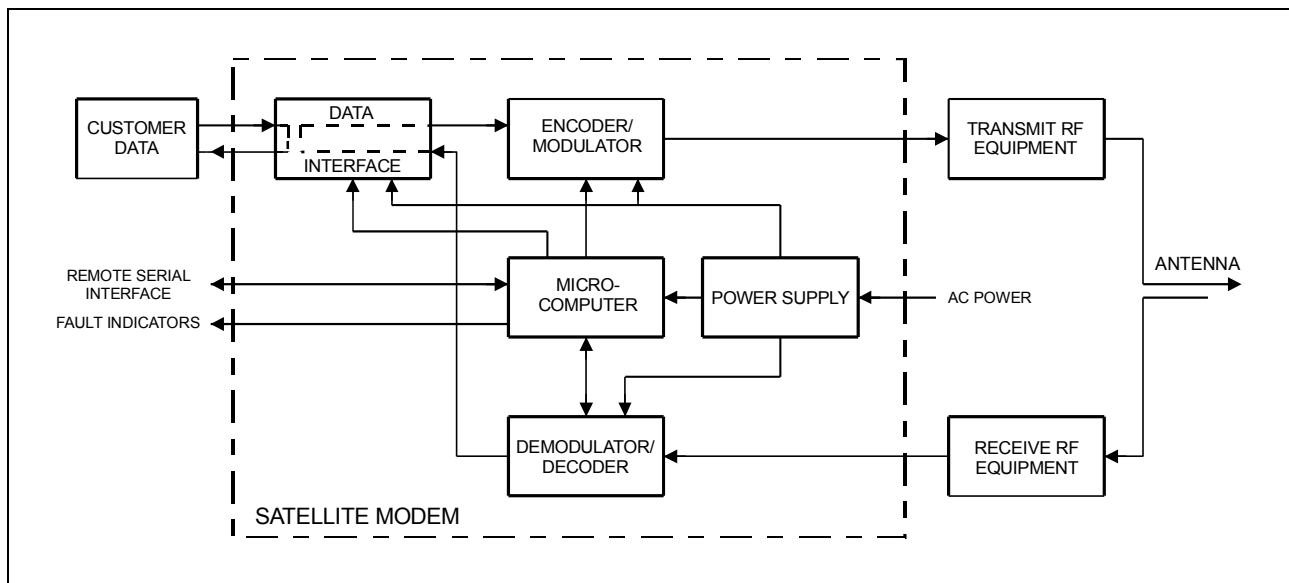 CUSTOMER
DATA
DATA
INTERFACE
ENCODER/
MODULATOR
TRANSMIT RF
EQUIPMENT
REMOTE SERIAL
INTERFACE
FAULT INDICATORS
MICRO-
COMPUTER
POWER SUPPLY
AC POWER
ANTENNA
DEMODULATOR/
DECODER
RECEIVE RF
EQUIPMENT
SATELLITE MODEM